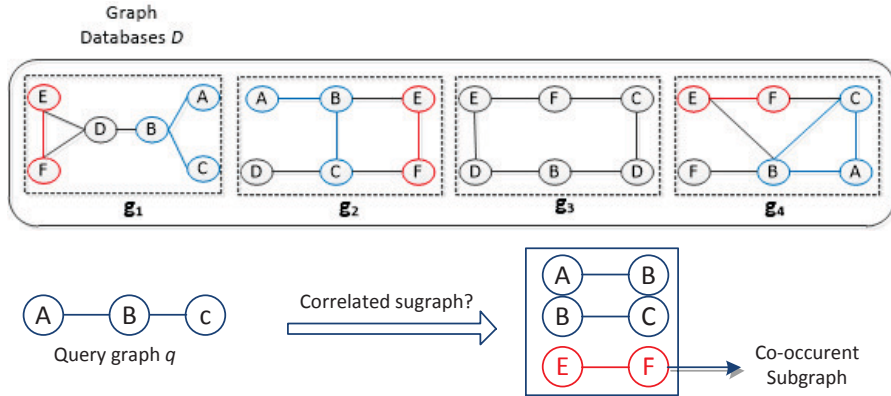 Graph
Databases D
E A D B F C
A B E D C F
E F C D B D
E F C F B A
g1 g2 g3 g4
A B c
Query graph q
Correlated sugraph?
A B
B C
E F
Co-occurent
Subgraph